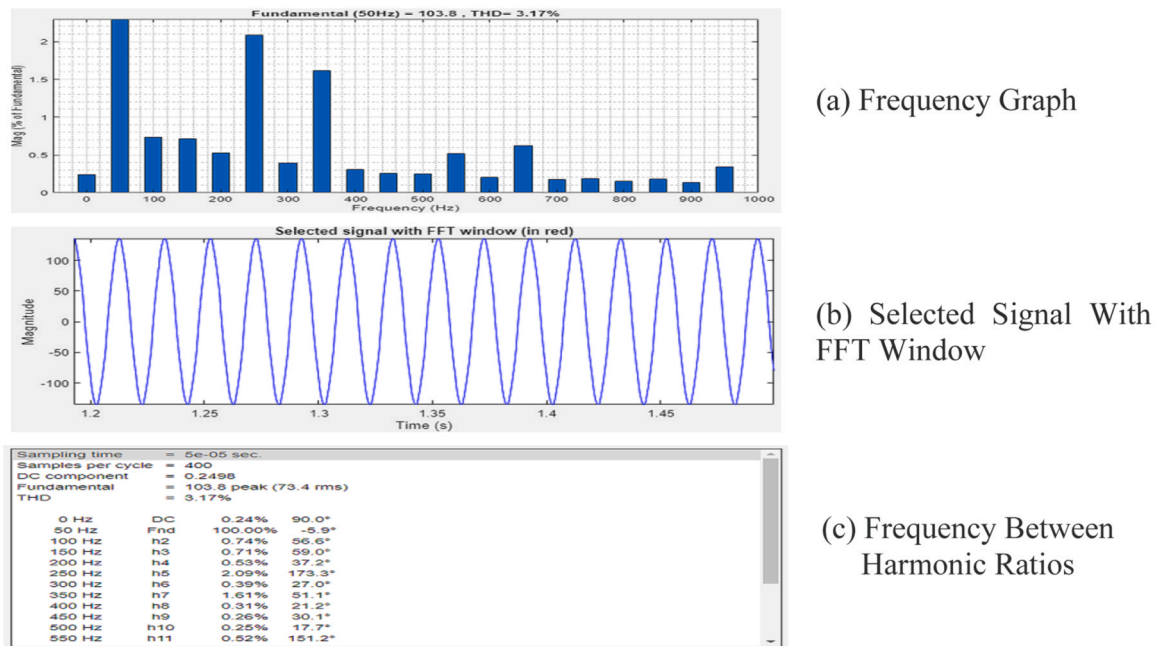 Fundamental (50Hz) = 103.8 , THD= 3.17%
Mag (% of Fundamental)
2
1.5
1
0.5
0
0 100 200 300 400 500 600 700 800 900 1000
Frequency (Hz)
(a) Frequency Graph
Selected signal with FFT window (in red)
Magnitude
100
50
0
-50
-100
1.2 1.25 1.3 1.35 1.4 1.45
Time (s)
(b) Selected Signal With
FFT Window
Sampling time = 5e-05 sec.
Samples per cycle = 400
DC component = 0.2498
Fundamental = 103.8 peak (73.4 rms)
THD = 3.17%
0 Hz DC 0.24% 90.0°
50 Hz Fnd 100.00% -5.9°
100 Hz h2 0.74% 56.6°
150 Hz h3 0.71% 59.0°
200 Hz h4 0.53% 37.2°
250 Hz h5 2.09% 173.3°
300 Hz h6 0.39% 27.0°
350 Hz h7 1.61% 51.1°
400 Hz h8 0.31% 21.2°
450 Hz h9 0.26% 30.1°
500 Hz h10 0.25% 17.7°
550 Hz h11 0.52% 151.2°
(c) Frequency Between
Harmonic Ratios